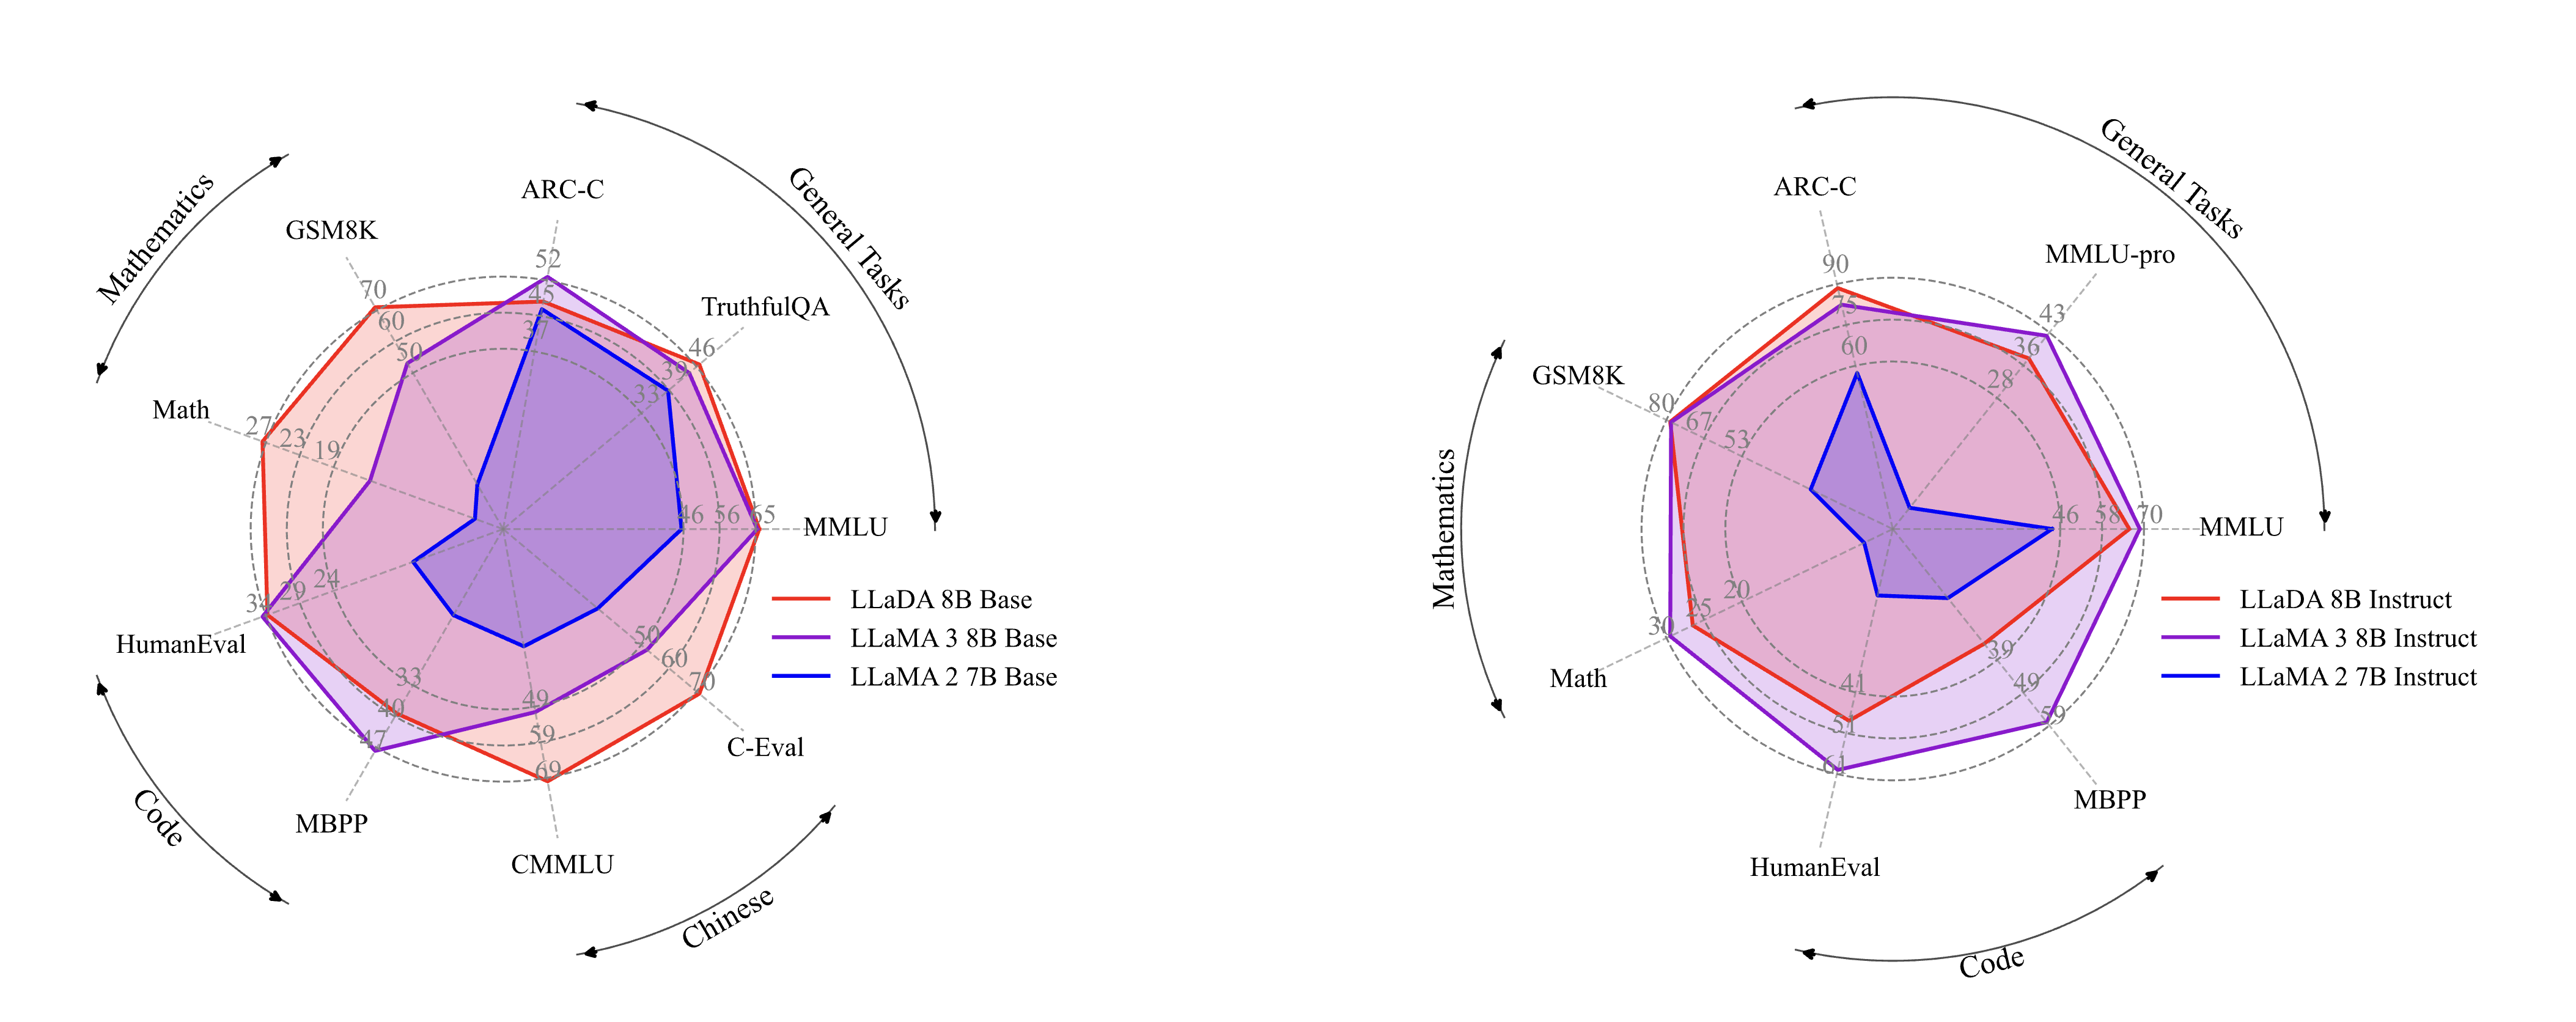 General Tasks
Mathematics
Code
Chinese
ARC-C
TruthfulQA
MMLU
C-Eval
CMMLU
MBPP
HumanEval
Math
GSM8K
52
45
37
46
39
33
46
56
65
50
60
70
49
59
69
33
40
47
24
29
34
19
23
27
50
60
70
LLaDA 8B Base
LLaMA 3 8B Base
LLaMA 2 7B Base
General Tasks
Mathematics
Code
ARC-C
MMLU-pro
MMLU
MBPP
HumanEval
Math
GSM8K
90
75
60
43
36
28
46
58
70
39
49
59
41
51
61
20
25
30
53
67
80
LLaDA 8B Instruct
LLaMA 3 8B Instruct
LLaMA 2 7B Instruct